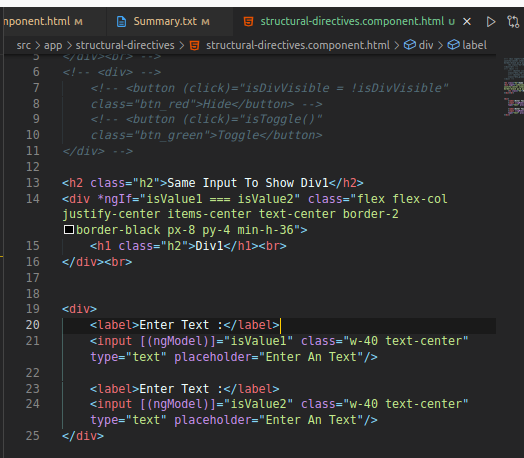 nponent.html M
Summary.txt M
structural-directives.component.html U
src > app > structural-directives > structural-directives.component.html > div > label
5 </div><br> -->
6 <!-- <div> -->
7 <!-- <button (click)="isDivVisible = !isDivVisible"
8 class="btn_red">Hide</button> -->
9 <!-- <button (click)="isToggle()"
10 class="btn_green">Toggle</button>
11 </div> -->
12
13 <h2 class="h2">Same Input To Show Div1</h2>
14 <div *ngIf="isValue1 === isValue2" class="flex flex-col
justify-center items-center text-center border-2
border-black px-8 py-4 min-h-36">
15 <h1 class="h2">Div1</h1><br>
16 </div><br>
17
18
19 <div>
20 <label>Enter Text :</label>
21 <input [(ngModel)]="isValue1" class="w-40 text-center"
type="text" placeholder="Enter An Text"/>
22
23 <label>Enter Text :</label>
24 <input [(ngModel)]="isValue2" class="w-40 text-center"
type="text" placeholder="Enter An Text"/>
25 </div>